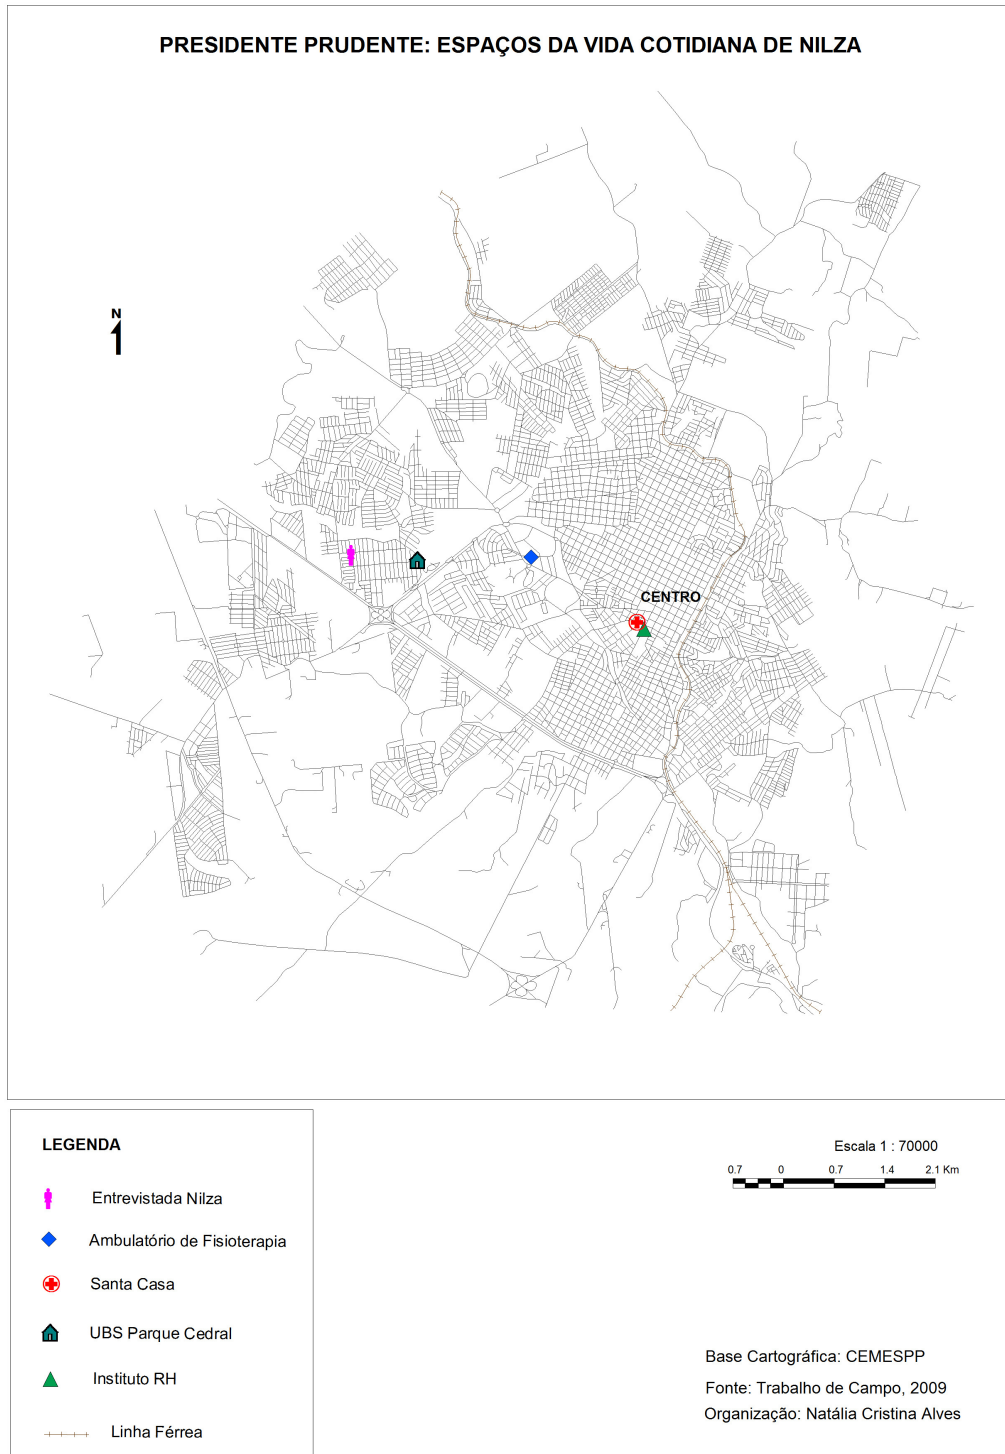 PRESIDENTE PRUDENTE: ESPAÇOS DA VIDA COTIDIANA DE NILZA
N
CENTRO
LEGENDA
Entrevistada Nilza
Ambulatório de Fisioterapia
Santa Casa
UBS Parque Cedral
Instituto RH
Linha Férrea
Escala 1 : 70000
0.7 0 0.7 1.4 2.1 Km
Base Cartográfica: CEMESPP
Fonte: Trabalho de Campo, 2009
Organização: Natália Cristina Alves